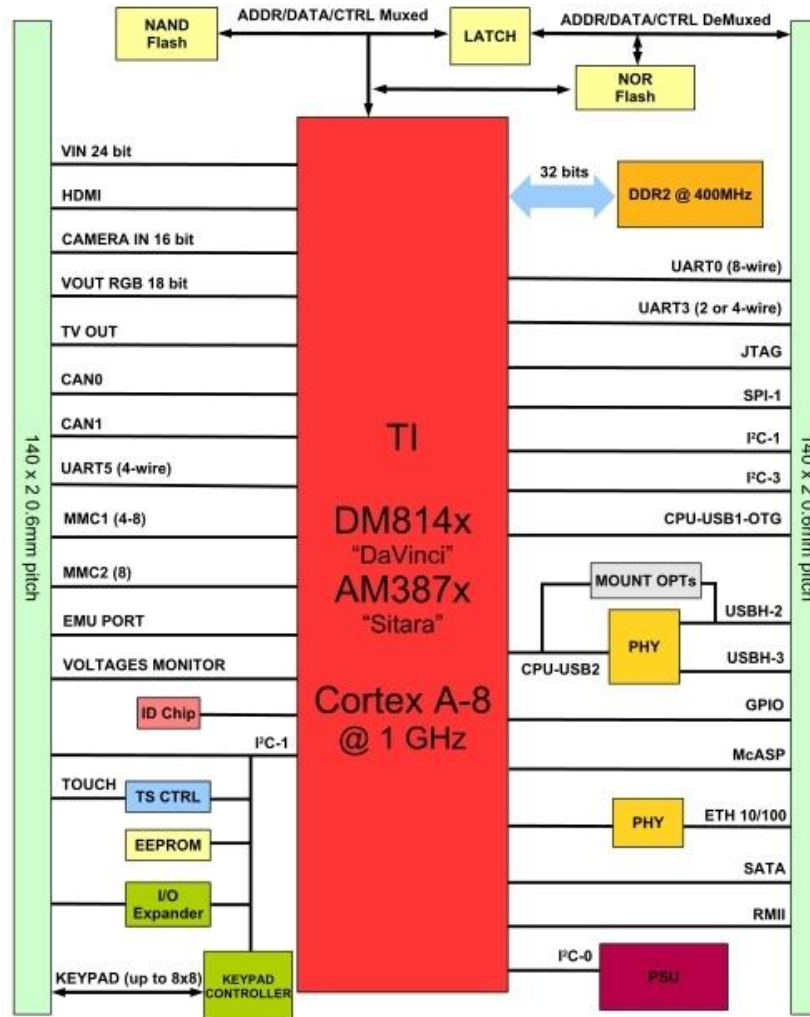 NAND
Flash
ADDR/DATA/CTRL Muxed
LATCH
ADDR/DATA/CTRL DeMuxed
NOR
Flash
VIN 24 bit
HDMI
CAMERA IN 16 bit
VOUT RGB 18 bit
TV OUT
CAN0
CAN1
UART5 (4-wire)
MMC1 (4-8)
MMC2 (8)
EMU PORT
VOLTAGES MONITOR
ID Chip
I²C-1
TOUCH
TS CTRL
EEPROM
I/O
Expander
KEYPAD (up to 8x8)
KEYPAD
CONTROLLER
140 x 2 0.6mm pitch
TI
DM814x
“DaVinci”
AM387x
“Sitara”
Cortex A-8
@ 1 GHz
32 bits
DDR2 @ 400MHz
UART0 (8-wire)
UART3 (2 or 4-wire)
JTAG
SPI-1
I²C-1
I²C-3
CPU-USB1-OTG
MOUNT OPTs
USBH-2
PHY
CPU-USB2
USBH-3
GPIO
McASP
PHY
ETH 10/100
SATA
RMII
I²C-0
PSU
140 x 2 0.6mm pitch